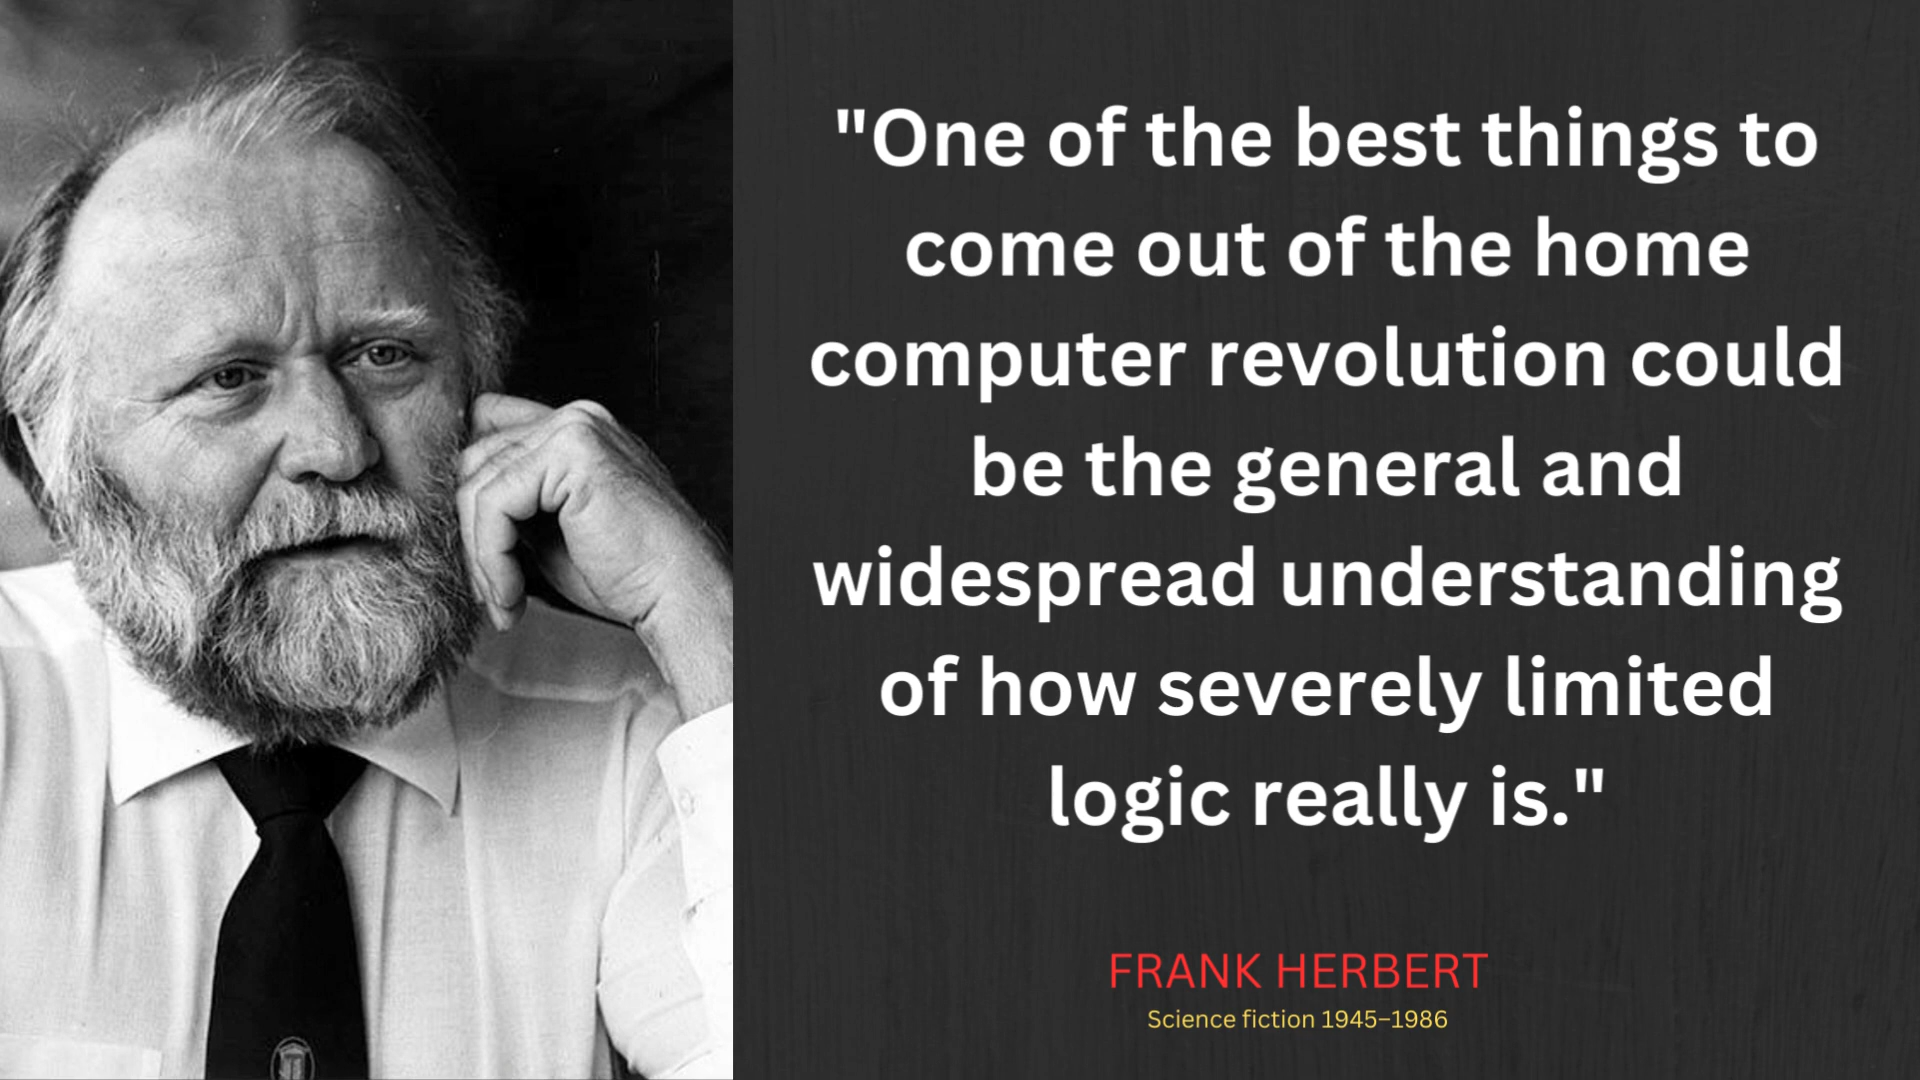 "One of the best things to
come out of the home
computer revolution could
be the general and
widespread understanding
of how severely limited
logic really is."
FRANK HERBERT
Science fiction 1945–1986